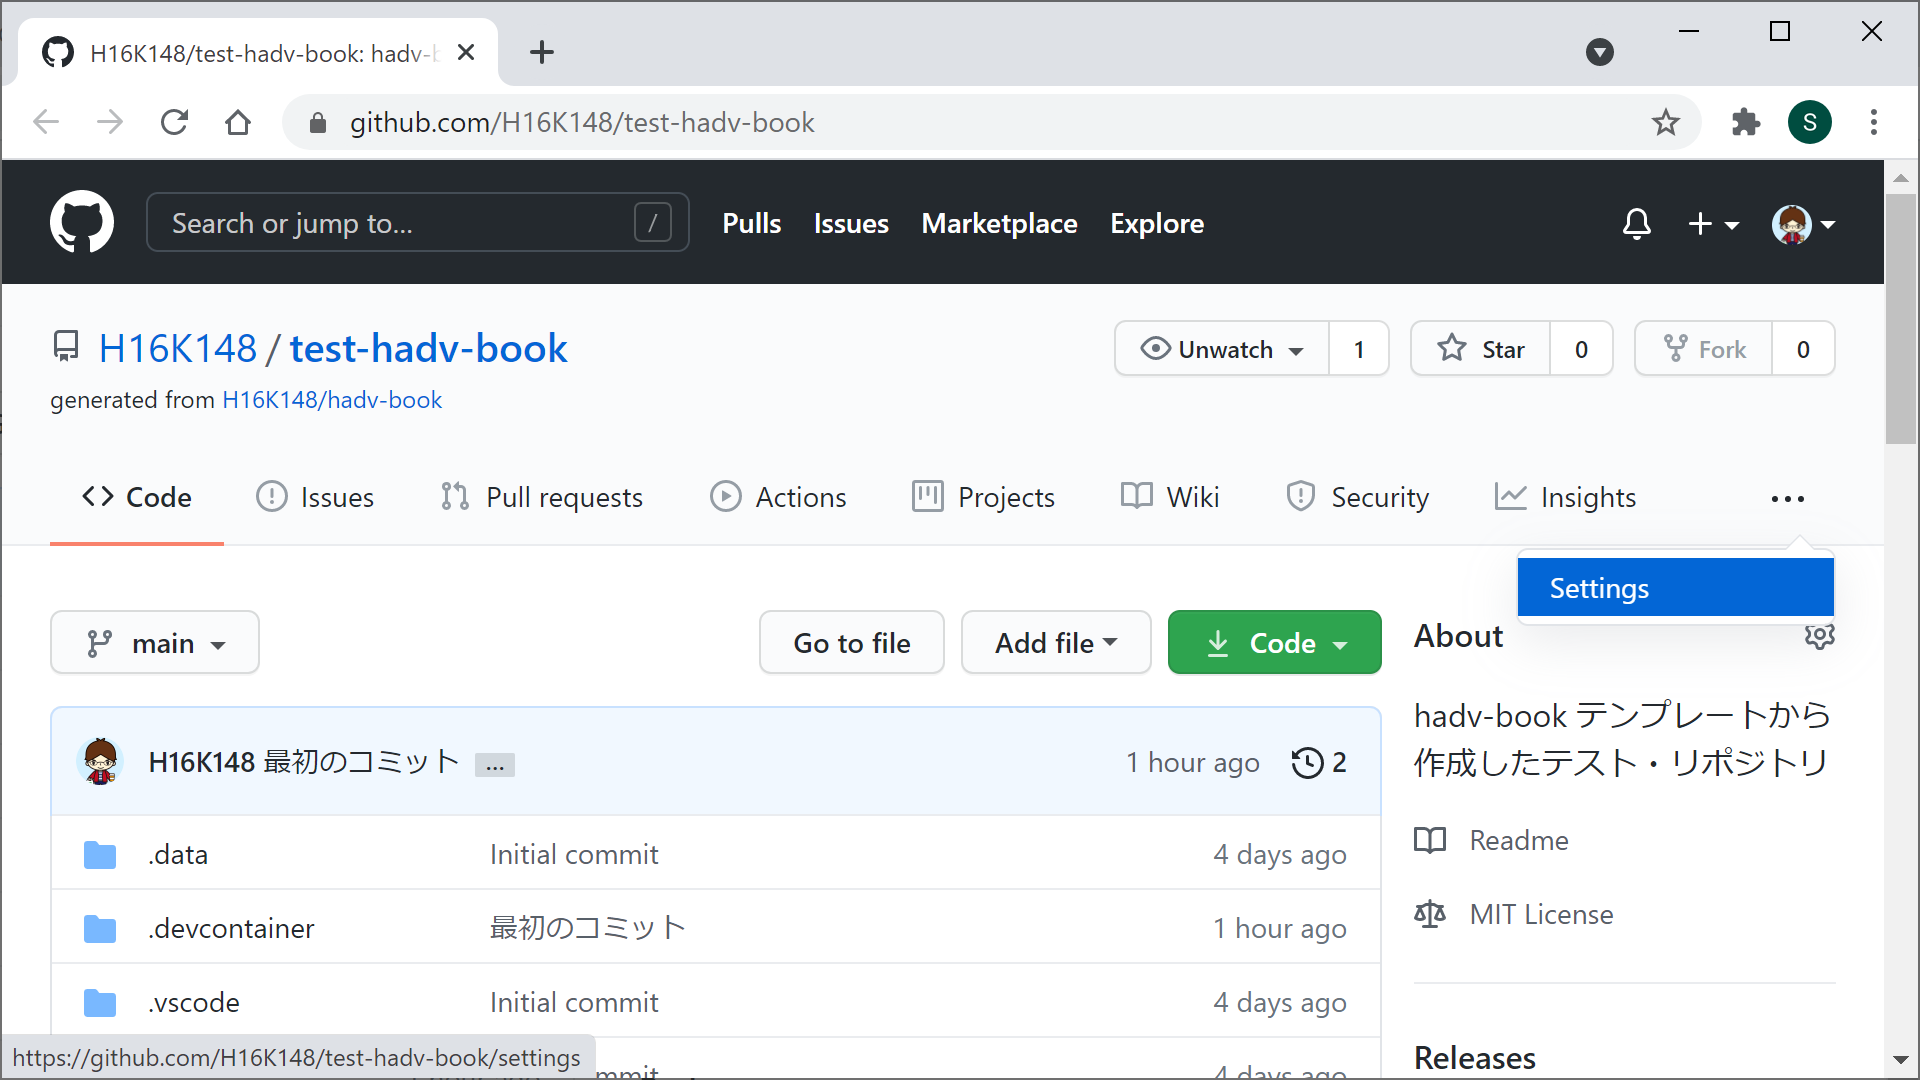 H16K148/test-hadv-book: hadv-b
github.com/H16K148/test-hadv-book
S
Search or jump to... /
Pulls Issues Marketplace Explore
H16K148 / test-hadv-book
Unwatch 1 Star 0 Fork 0
generated from H16K148/hadv-book
Code Issues Pull requests Actions Projects Wiki Security Insights ...
Settings
main Go to file Add file Code
About
hadv-book テンプレートから
作成したテスト・リポジトリ
H16K148 最初のコミット ... 1 hour ago 2
.data Initial commit 4 days ago
Readme
.devcontainer 最初のコミット 1 hour ago
MIT License
.vscode Initial commit 4 days ago
Releases
https://github.com/H16K148/test-hadv-book/settings
4 days ago